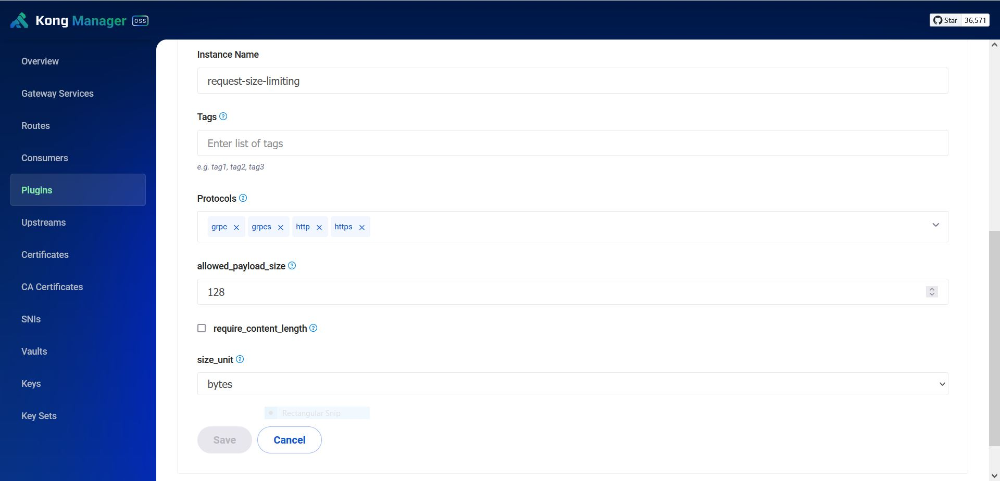 Kong Manager OSS
Star 36,571
Overview
Gateway Services
Routes
Consumers
Plugins
Upstreams
Certificates
CA Certificates
SNIs
Vaults
Keys
Key Sets
Instance Name
request-size-limiting
Tags ?
Enter list of tags
e.g. tag1, tag2, tag3
Protocols ?
grpc × grpcs × http × https ×
allowed_payload_size ?
128
require_content_length ?
size_unit ?
bytes
Rectangular Snip
Save Cancel